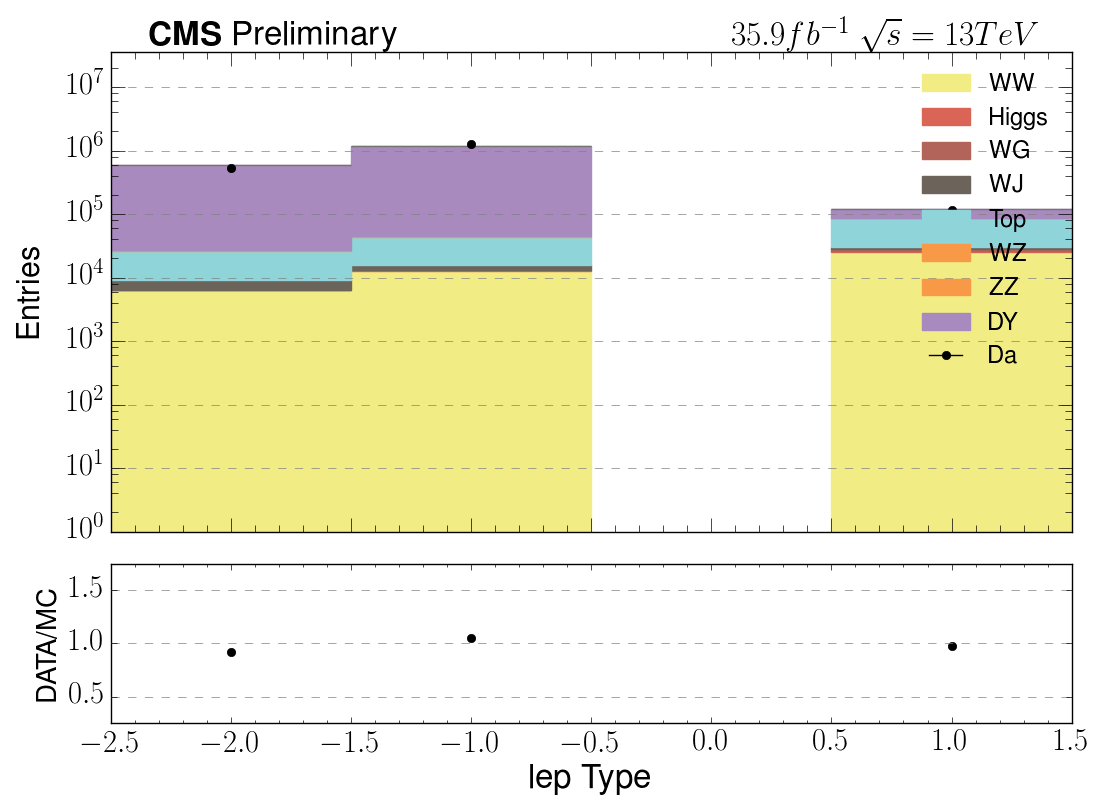 CMS Preliminary 35.9fb⁻¹ √s = 13TeV
10⁷
10⁶
10⁵
10⁴
10³
10²
10¹
10⁰
Entries
WW
Higgs
WG
WJ
Top
WZ
ZZ
DY
Da
1.5
1.0
0.5
DATA/MC
−2.5 −2.0 −1.5 −1.0 −0.5 0.0 0.5 1.0 1.5
lep Type